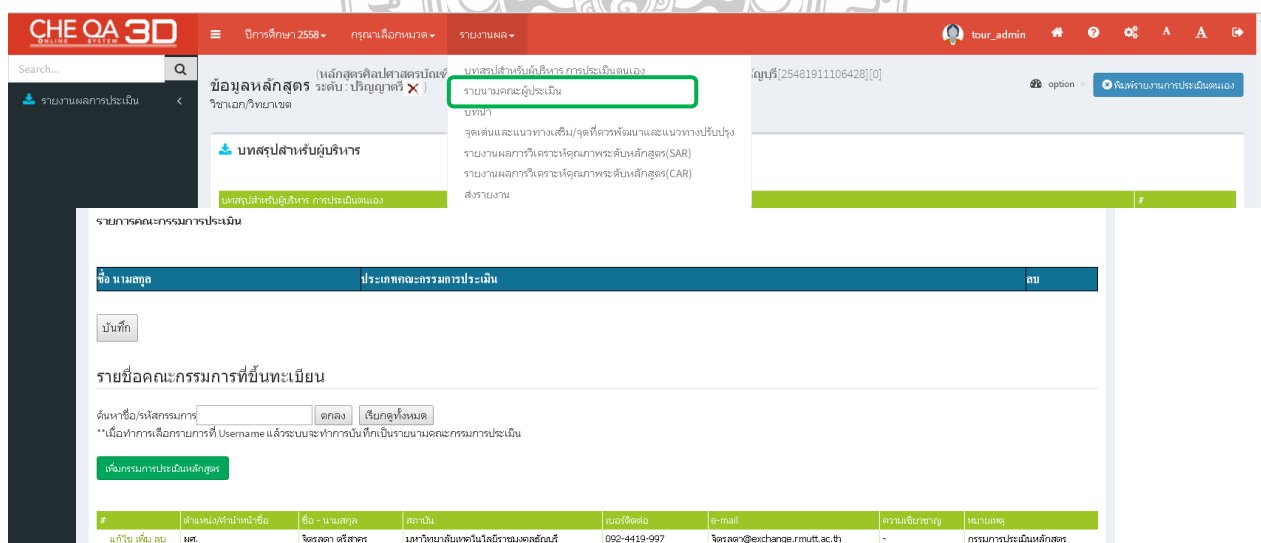 CHE QA 3D
ONLINE SYSTEM
ปีการศึกษา 2558
กรุณาเลือกหมวด
รายงานผล
tour_admin
A
A
Search...
รายงานผลการประเมิน
ข้อมูลหลักสูตร
(หลักสูตรศิลปศาสตรบัณฑิ
ระดับ : ปริญญาตรี )
ัญบุรี[25481911106428][0]
วิชาเอก/วิทยาเขต
option >
พิมพ์รายงานการประเมินตนเอง
บทสรุปสำหรับผู้บริหาร การประเมินตนเอง
รายนามคณะผู้ประเมิน
บทนำ
จุดเด่นและแนวทางเสริม/จุดที่ควรพัฒนาและแนวทางปรับปรุง
รายงานผลการวิเคราะห์คุณภาพระดับหลักสูตร(SAR)
รายงานผลการวิเคราะห์คุณภาพระดับหลักสูตร(CAR)
ส่งรายงาน
บทสรุปสำหรับผู้บริหาร
บทสรุปสำหรับผู้บริหาร การประเมินตนเอง
#
รายการคณะกรรมการประเมิน
ชื่อ นามสกุล ประเภทคณะกรรมการประเมิน ลบ
บันทึก
รายชื่อคณะกรรมการที่ขึ้นทะเบียน
ค้นหาชื่อ/รหัสกรรมการ ตกลง เรียกดูทั้งหมด
**เมื่อทำการเลือกรายการที่ Username แล้วระบบจะทำการบันทึกเป็นรายนามคณะกรรมการประเมิน
เพิ่มกรรมการประเมินหลักสูตร
# ตำแหน่ง/คำนำหน้าชื่อ ชื่อ - นามสกุล สถาบัน เบอร์ติดต่อ e-mail ความเชี่ยวชาญ หมายเหตุ
แก้ไข เพิ่ม ลบ ผศ. จิตรลดา ตรีสาคร มหาวิทยาลัยเทคโนโลยีราชมงคลธัญบุรี 092-4419-997 จิตรลดา@exchange.rmutt.ac.th - กรรมการประเมินหลักสูตร